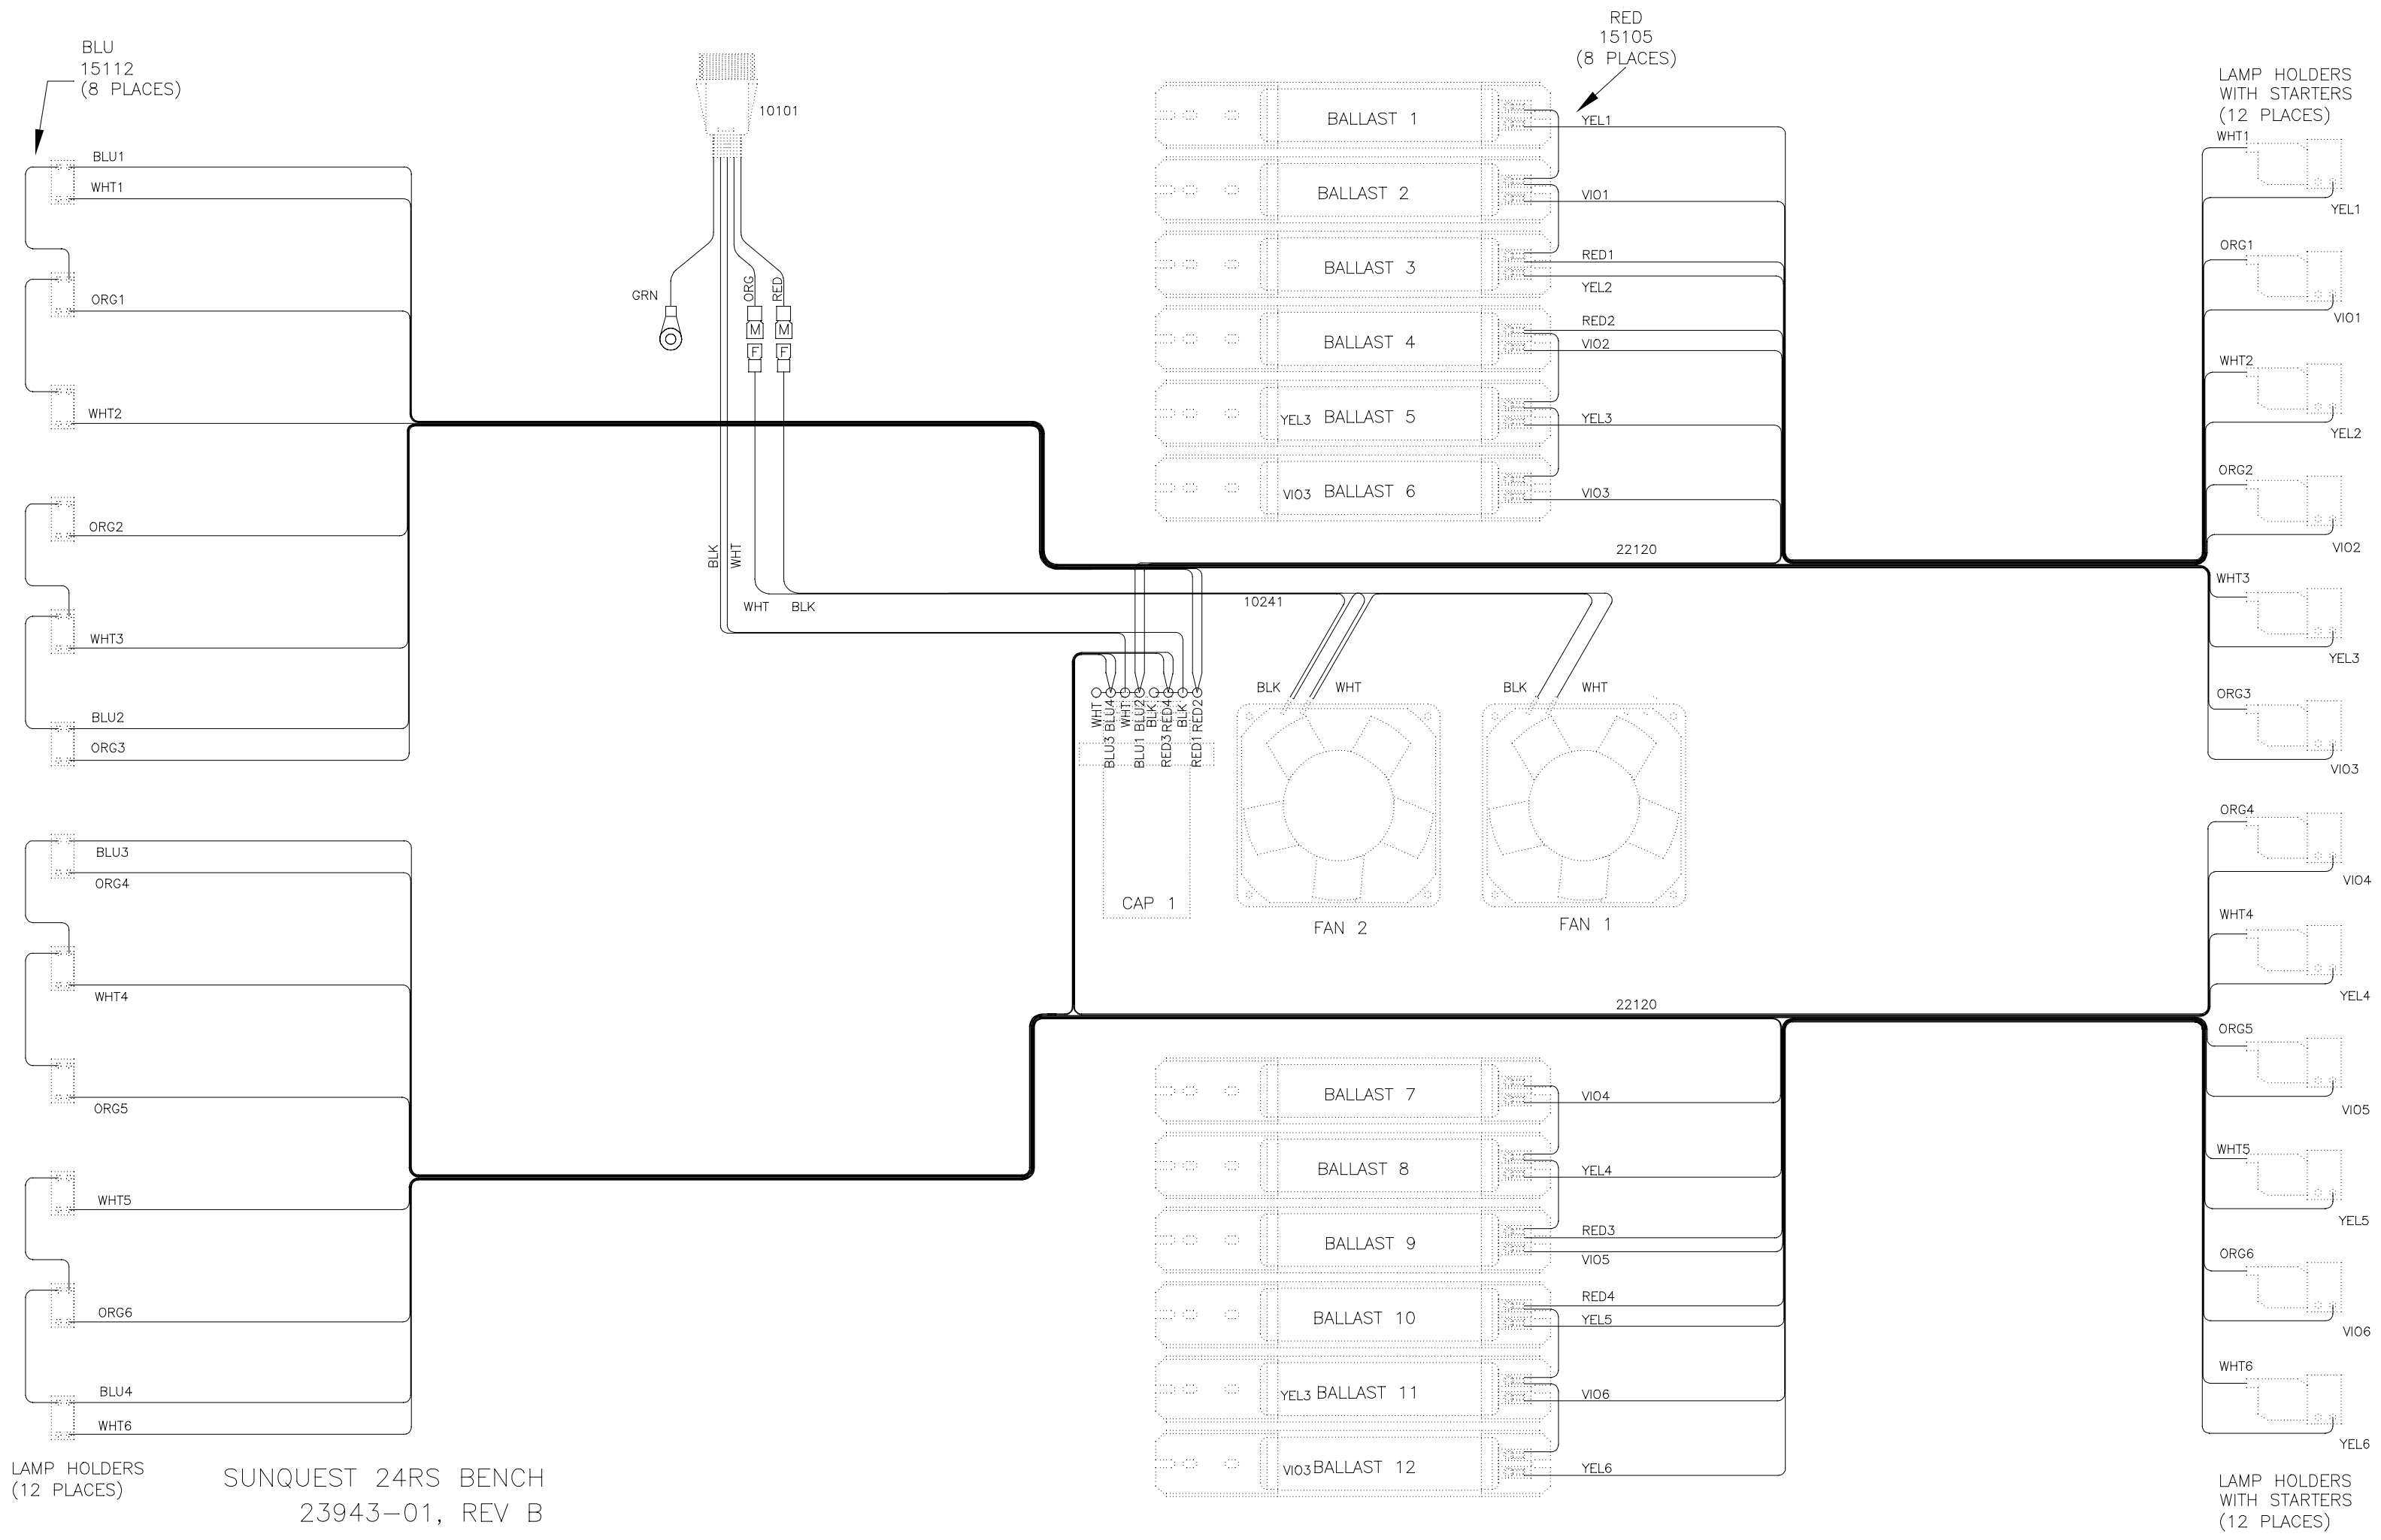 BLU
15112
(8 PLACES)
BLU1
WHT1
ORG1
WHT2
ORG2
WHT3
BLU2
ORG3
BLU3
ORG4
WHT4
ORG5
WHT5
ORG6
BLU4
WHT6
LAMP HOLDERS
(12 PLACES)
SUNQUEST 24RS BENCH
23943-01, REV B
10101
GRN
ORG
RED
M
M
F
F
BLK
WHT
WHT
BLK
10241
WHT
BLU3 BLU4
WHT
BLU1 BLU2
BLK
RED3 RED4
BLK
RED1 RED2
CAP 1
BLK
WHT
FAN 2
BLK
WHT
FAN 1
RED
15105
(8 PLACES)
BALLAST 1
YEL1
BALLAST 2
VIO1
BALLAST 3
RED1
YEL2
BALLAST 4
RED2
VIO2
YEL3 BALLAST 5
YEL3
VIO3 BALLAST 6
VIO3
22120
22120
BALLAST 7
VIO4
BALLAST 8
YEL4
BALLAST 9
RED3
VIO5
BALLAST 10
RED4
YEL5
YEL3 BALLAST 11
VIO6
VIO3 BALLAST 12
YEL6
LAMP HOLDERS
WITH STARTERS
(12 PLACES)
WHT1
YEL1
ORG1
VIO1
WHT2
YEL2
ORG2
VIO2
WHT3
YEL3
ORG3
VIO3
ORG4
VIO4
WHT4
YEL4
ORG5
VIO5
WHT5
YEL5
ORG6
VIO6
WHT6
YEL6
LAMP HOLDERS
WITH STARTERS
(12 PLACES)